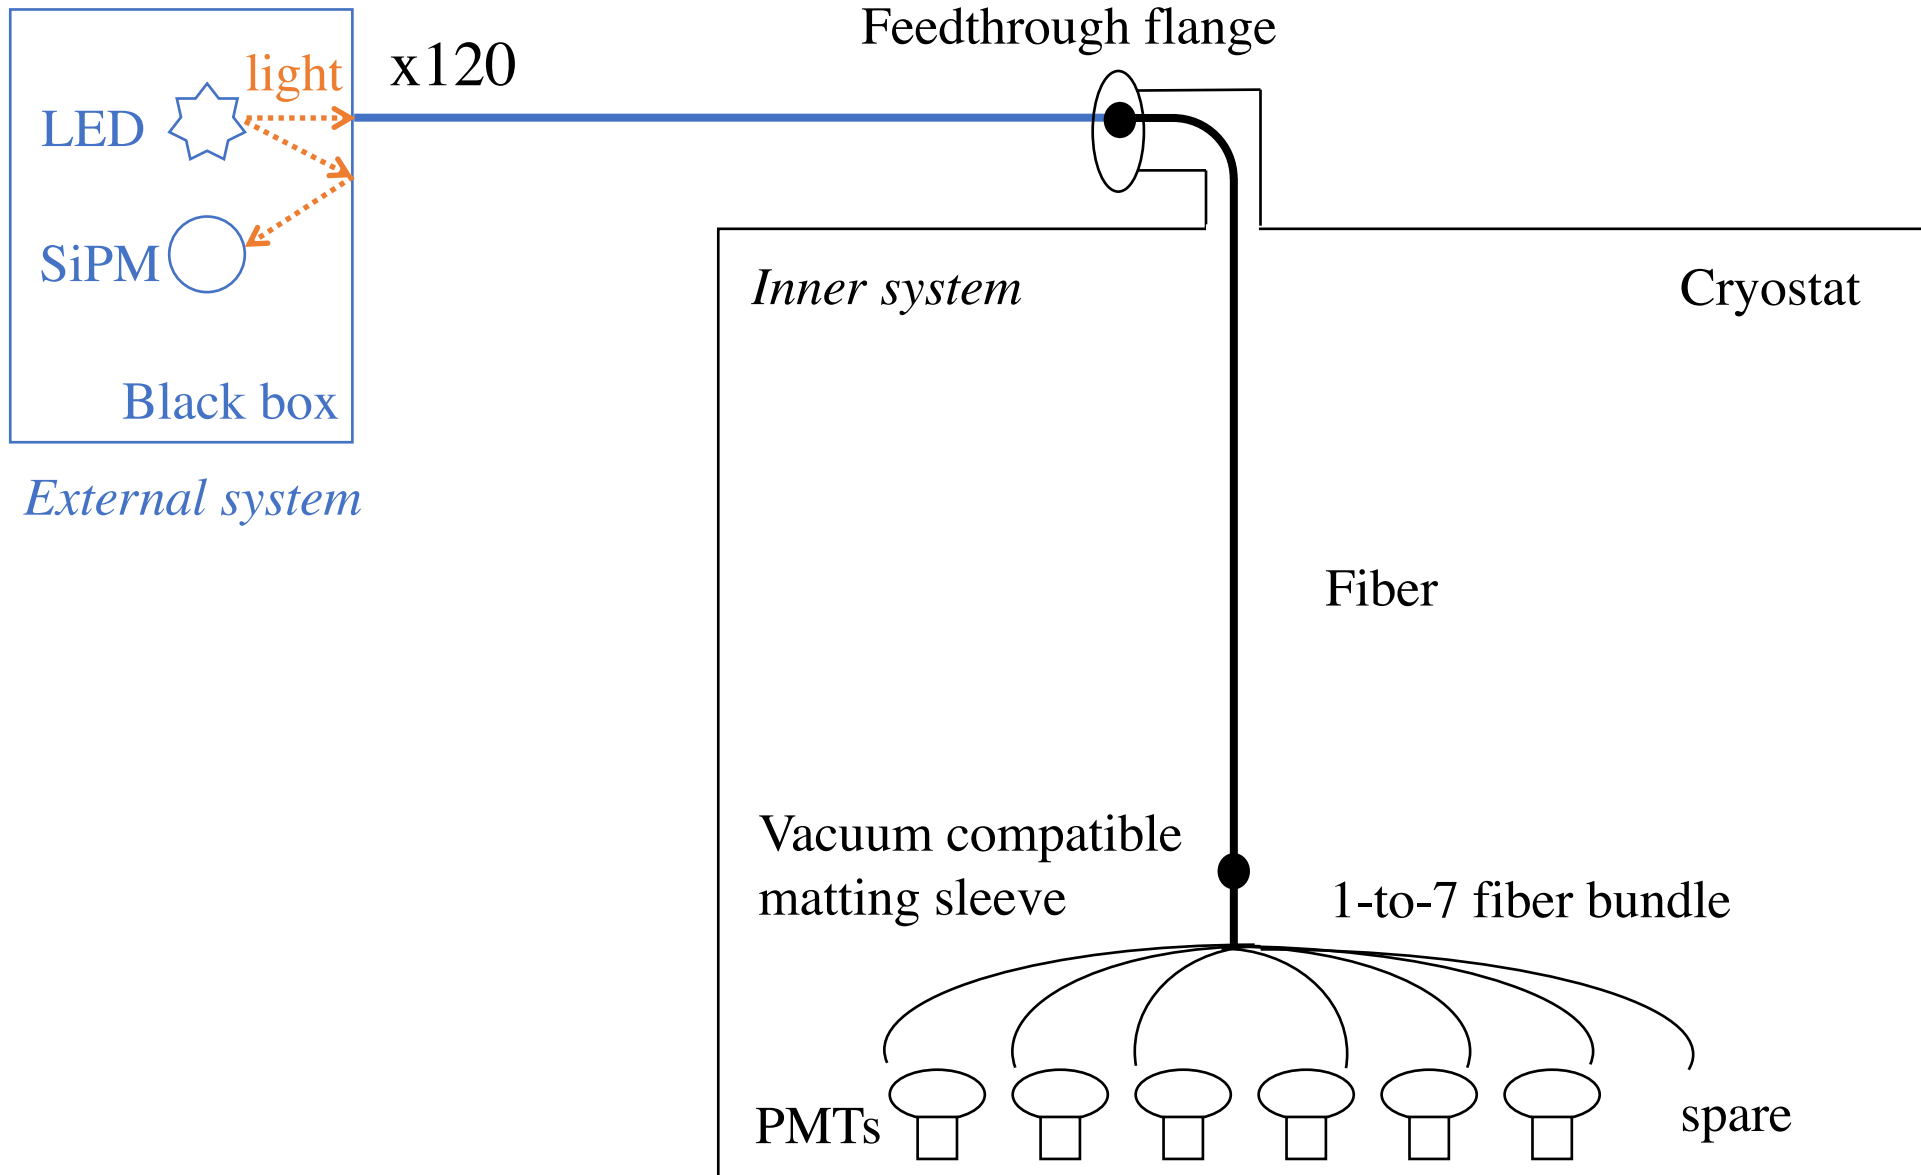 Feedthrough flange
light
x120
LED
SiPM
Black box
External system
Inner system
Cryostat
Fiber
Vacuum compatible
matting sleeve
1-to-7 fiber bundle
PMTs
spare